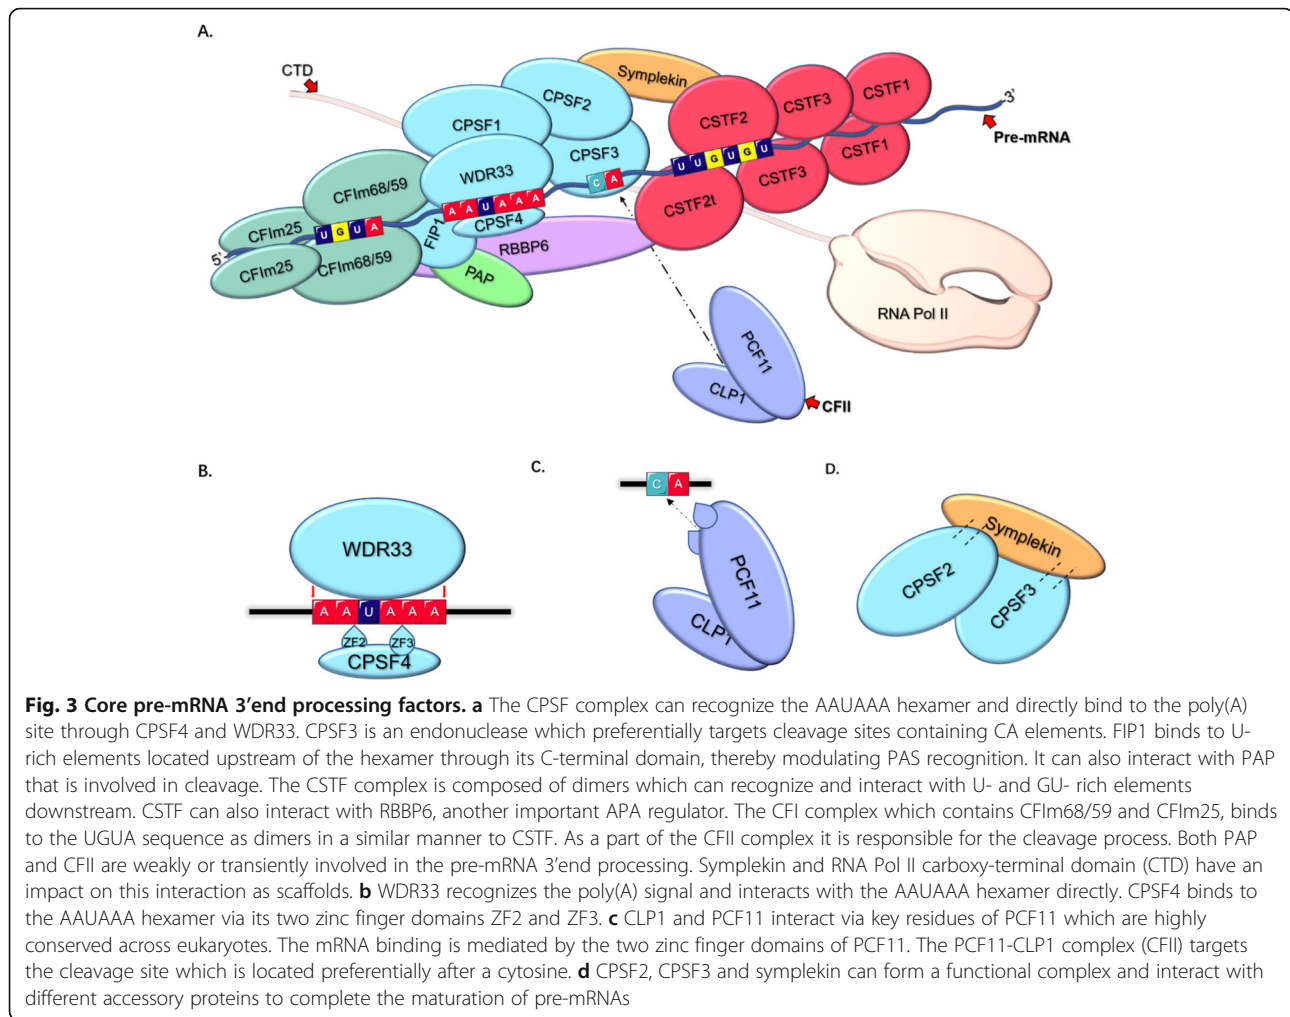 A.
CTD
Symplekin
CPSF2
CPSF1
CSTF2
CSTF3
CSTF1
3'
Pre-mRNA
CPSF3
WDR33
CFIm68/59
U U G U G U
C A
CSTF1
CSTF3
CSTF2t
A A U A A A
CPSF4
FIP1
U G U A
CFIm25
5'
CFIm25
CFIm68/59
RBBP6
PAP
RNA Pol II
PCF11
CLP1
CFII
B.
WDR33
A A U A A A
ZF2 ZF3
CPSF4
C.
C A
PCF11
CLP1
D.
Symplekin
CPSF2
CPSF3
Fig. 3 Core pre-mRNA 3’end processing factors. a The CPSF complex can recognize the AAUAAA hexamer and directly bind to the poly(A)
site through CPSF4 and WDR33. CPSF3 is an endonuclease which preferentially targets cleavage sites containing CA elements. FIP1 binds to U-
rich elements located upstream of the hexamer through its C-terminal domain, thereby modulating PAS recognition. It can also interact with PAP
that is involved in cleavage. The CSTF complex is composed of dimers which can recognize and interact with U- and GU- rich elements
downstream. CSTF can also interact with RBBP6, another important APA regulator. The CFI complex which contains CFIm68/59 and CFIm25, binds
to the UGUA sequence as dimers in a similar manner to CSTF. As a part of the CFII complex it is responsible for the cleavage process. Both PAP
and CFII are weakly or transiently involved in the pre-mRNA 3’end processing. Symplekin and RNA Pol II carboxy-terminal domain (CTD) have an
impact on this interaction as scaffolds. b WDR33 recognizes the poly(A) signal and interacts with the AAUAAA hexamer directly. CPSF4 binds to
the AAUAAA hexamer via its two zinc finger domains ZF2 and ZF3. c CLP1 and PCF11 interact via key residues of PCF11 which are highly
conserved across eukaryotes. The mRNA binding is mediated by the two zinc finger domains of PCF11. The PCF11-CLP1 complex (CFII) targets
the cleavage site which is located preferentially after a cytosine. d CPSF2, CPSF3 and symplekin can form a functional complex and interact with
different accessory proteins to complete the maturation of pre-mRNAs